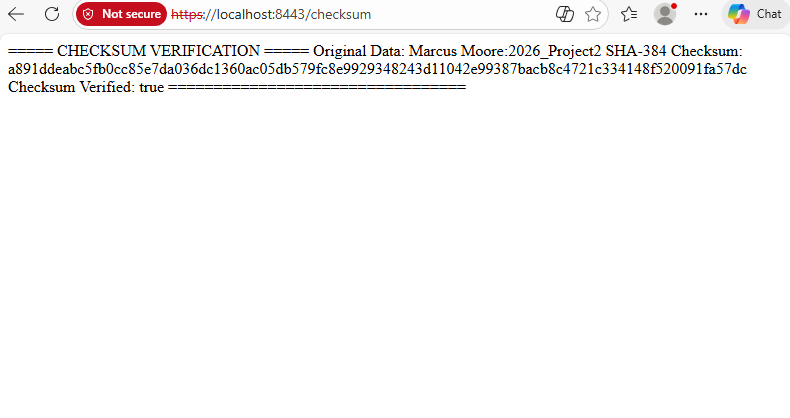 Not secure https://localhost:8443/checksum Chat
===== CHECKSUM VERIFICATION ===== Original Data: Marcus Moore:2026_Project2 SHA-384 Checksum:
a891ddeabc5fb0cc85e7da036dc1360ac05db579fc8e9929348243d11042e99387bacb8c4721c334148f520091fa57dc
Checksum Verified: true =================================